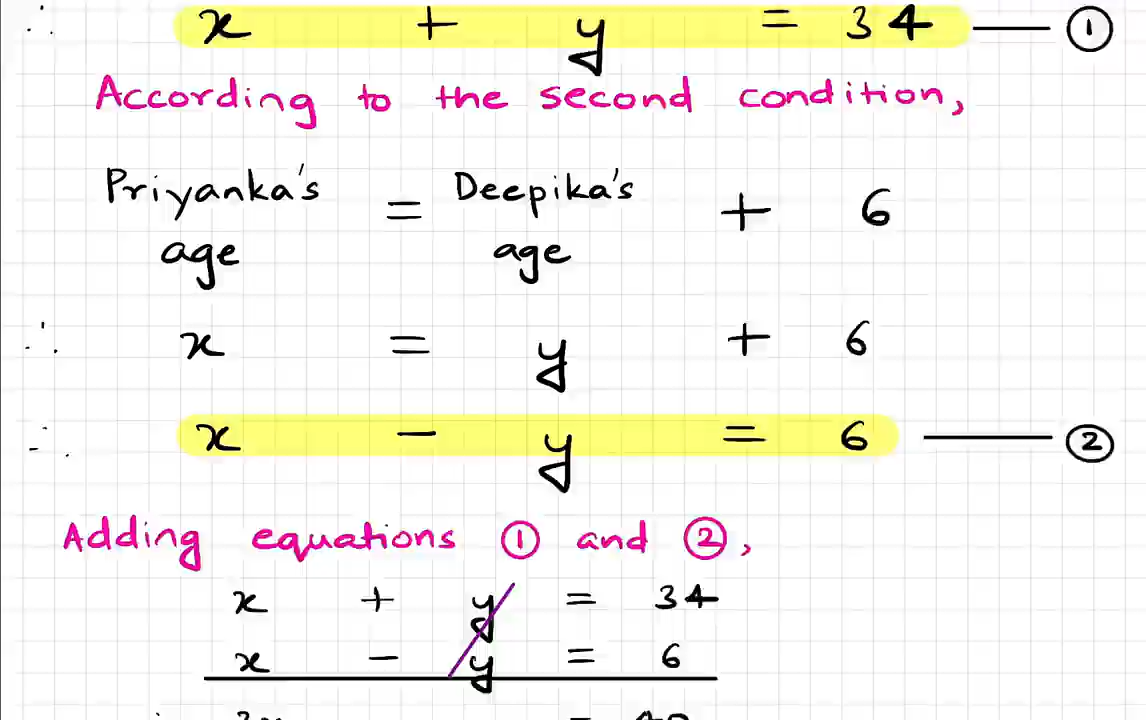 ∴ x + y = 34 — ①
According to the second condition,
Priyanka's age = Deepika's age + 6
∴ x = y + 6
∴ x - y = 6 — ②
Adding equations ① and ②,
x + y = 34
x - y = 6